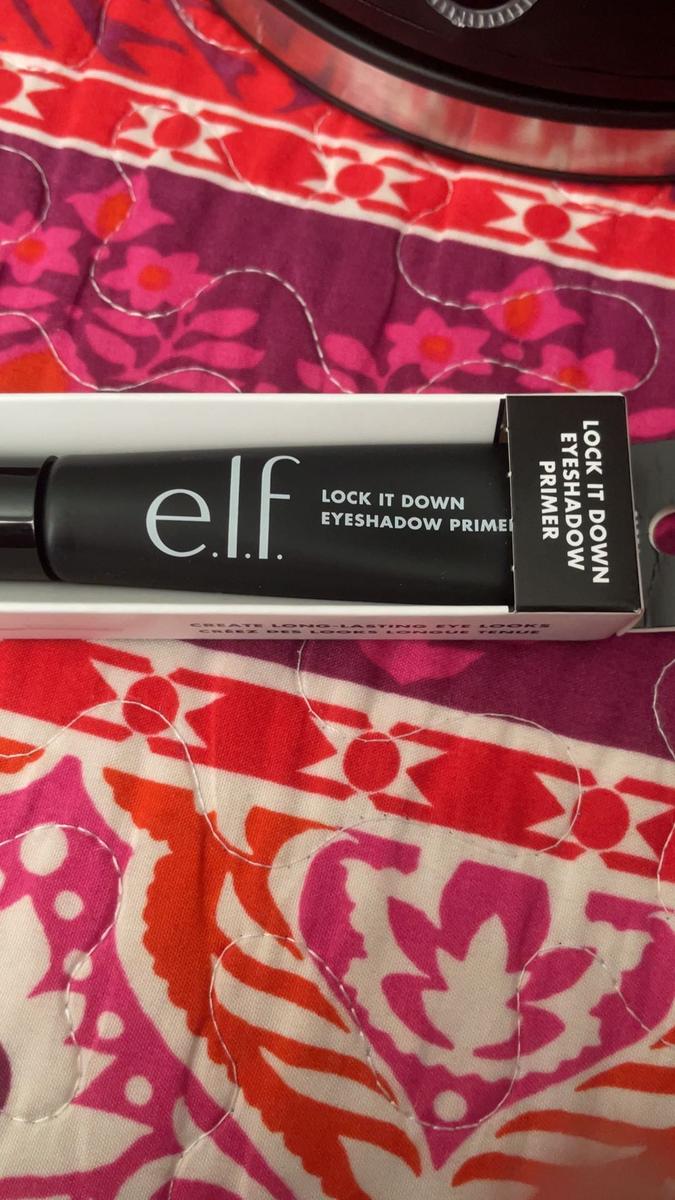 e.l.f.
LOCK IT DOWN
EYESHADOW PRIMER
LOCK IT DOWN
EYESHADOW
PRIMER
CREATE LONG-LASTING EYE LOOKS
CRÉEZ DES LOOKS LONGUE TENUE